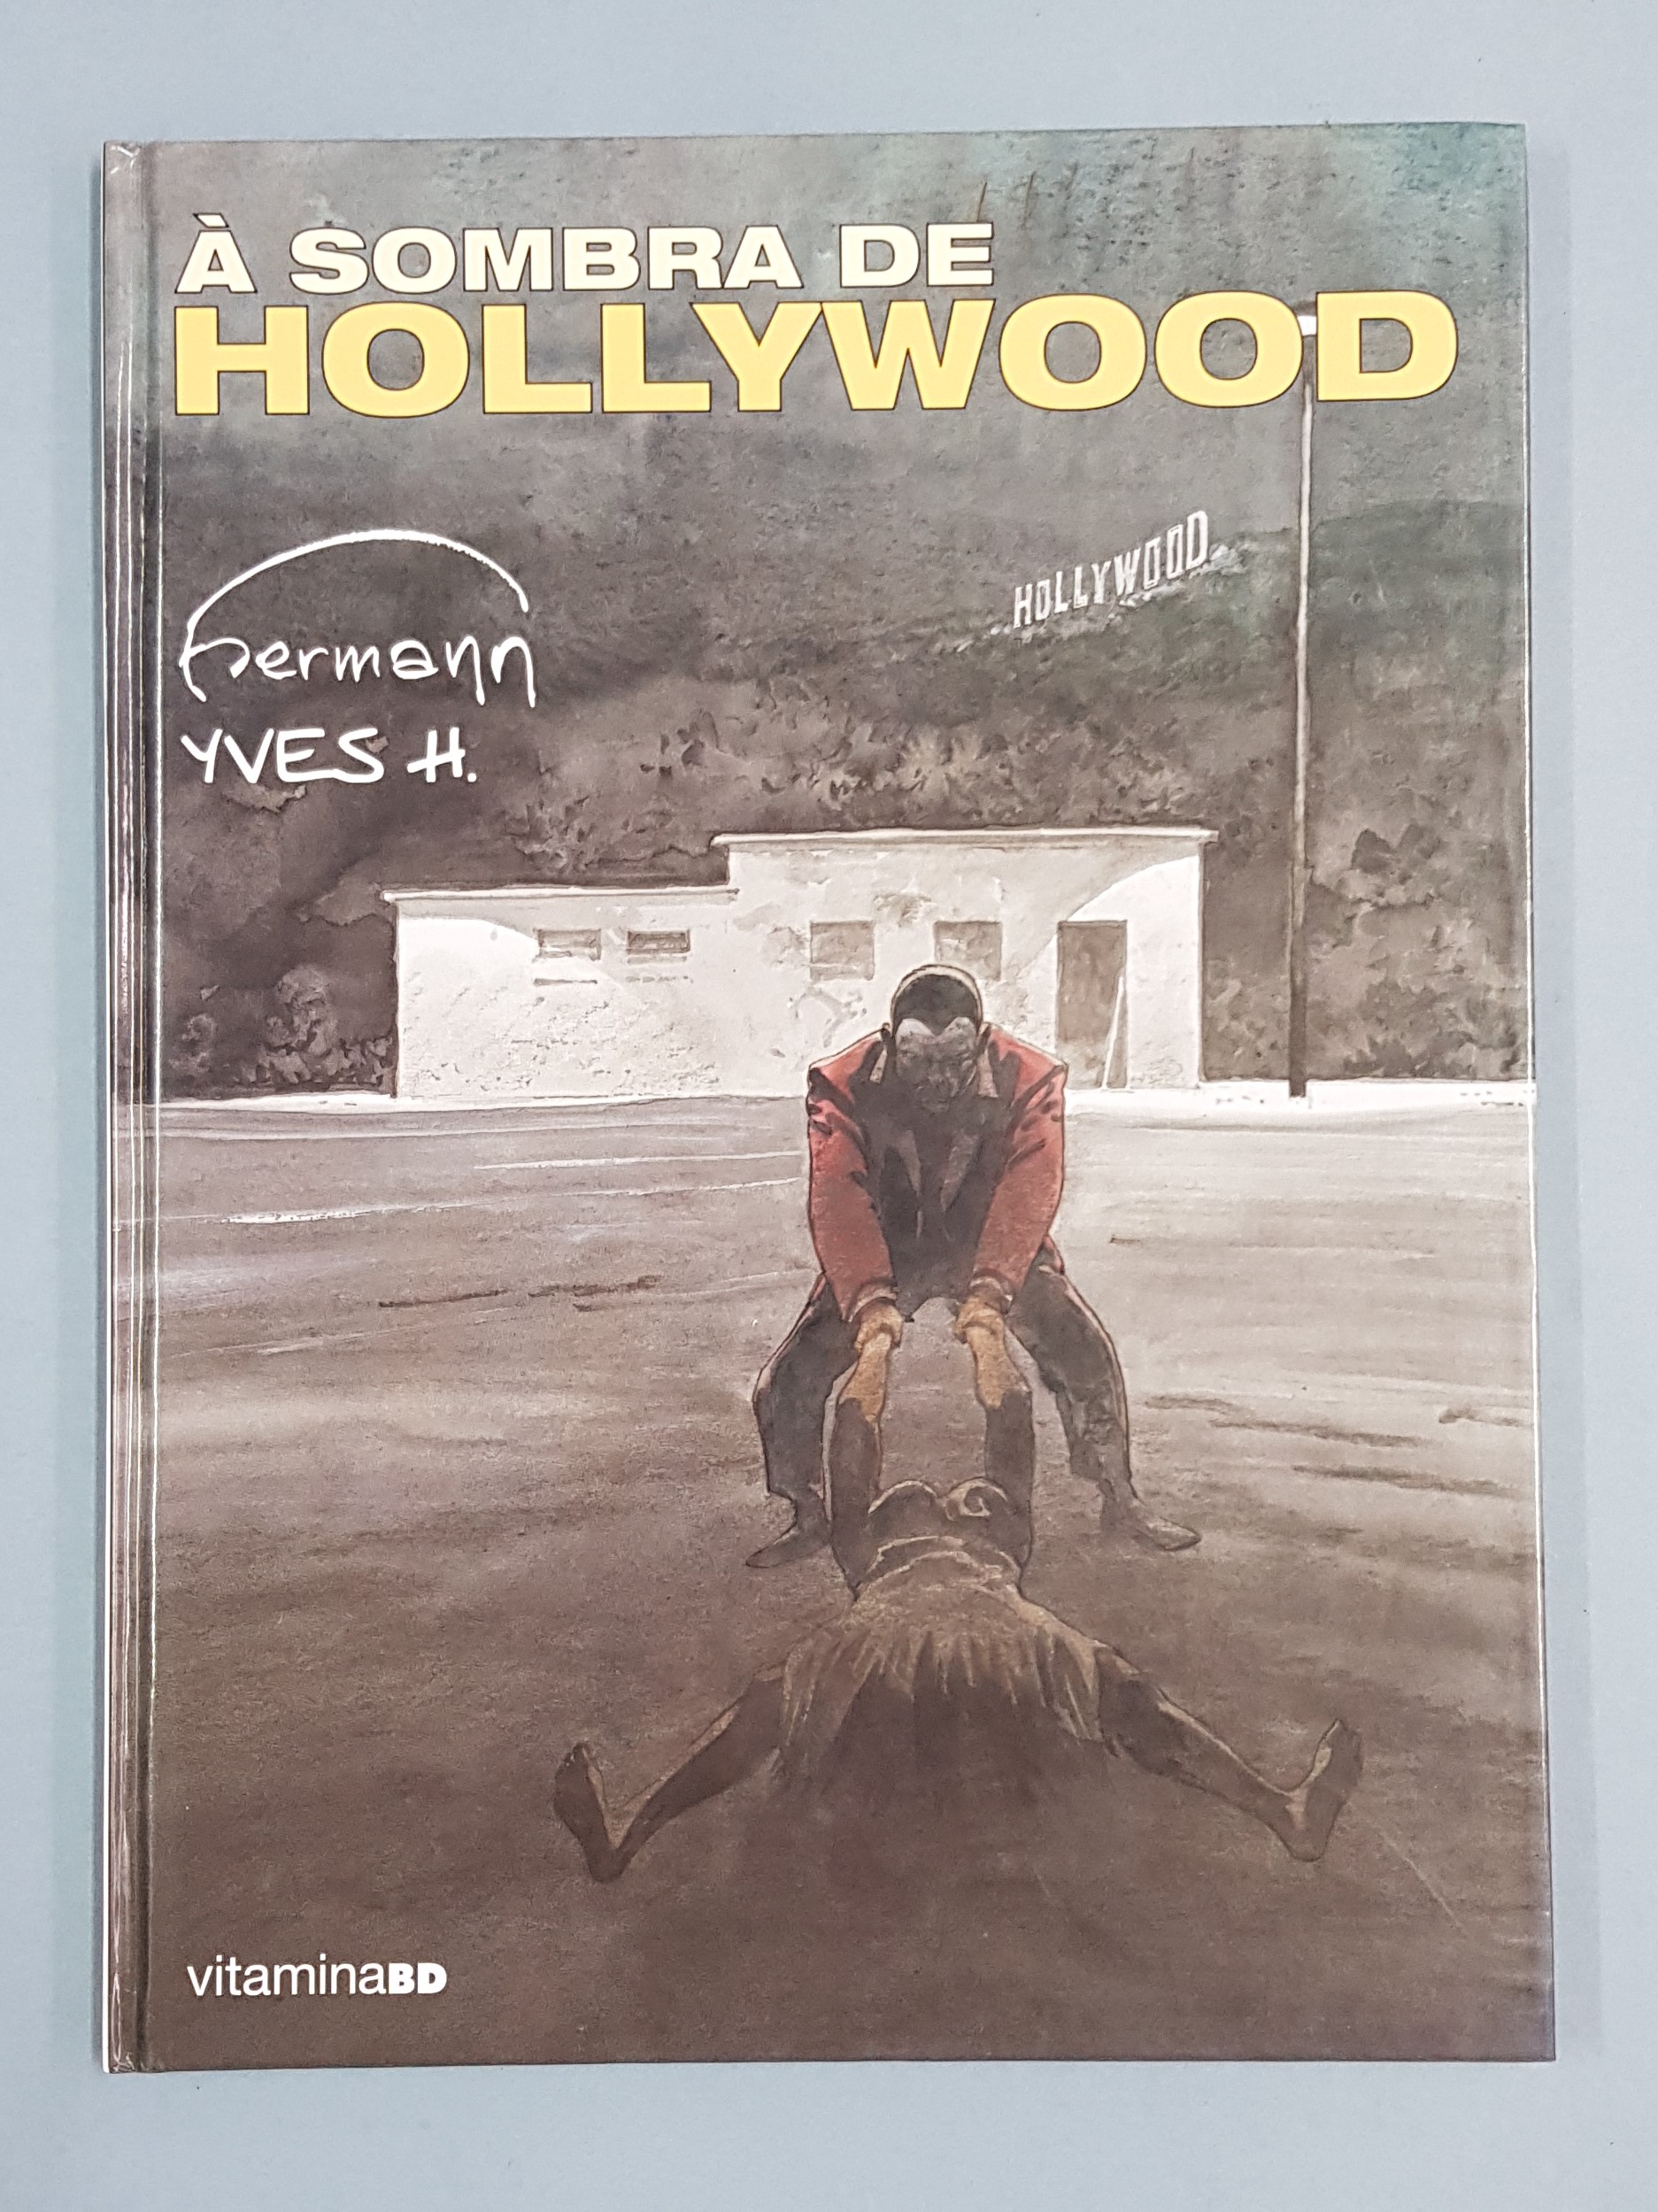 À SOMBRA DE
HOLLYWOOD
HOLLYWOOD
hermann
YVES H.
vitaminaBD